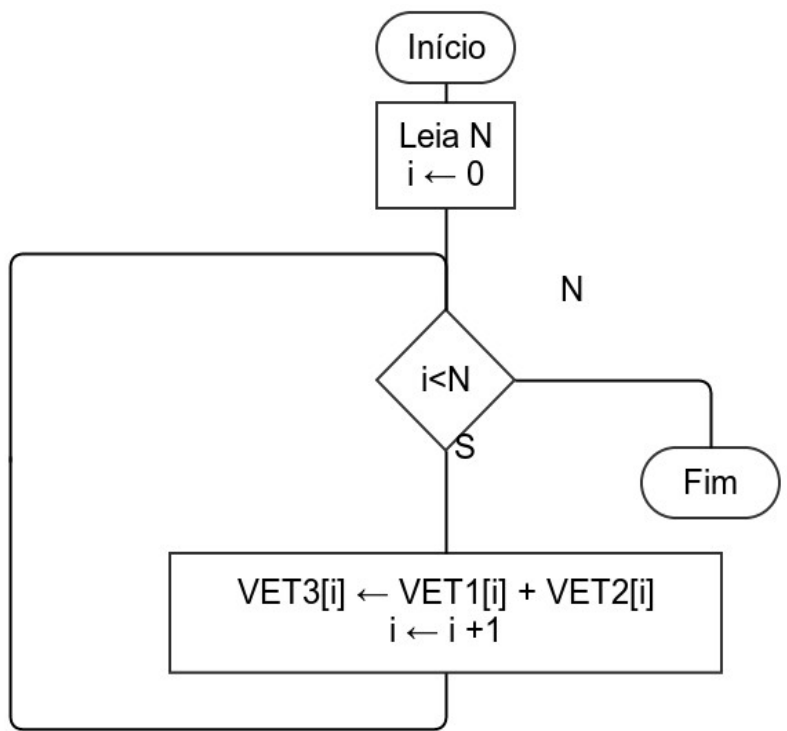 Início
Leia N
i ← 0
N
i<N
S
Fim
VET3[i] ← VET1[i] + VET2[i]
i ← i +1